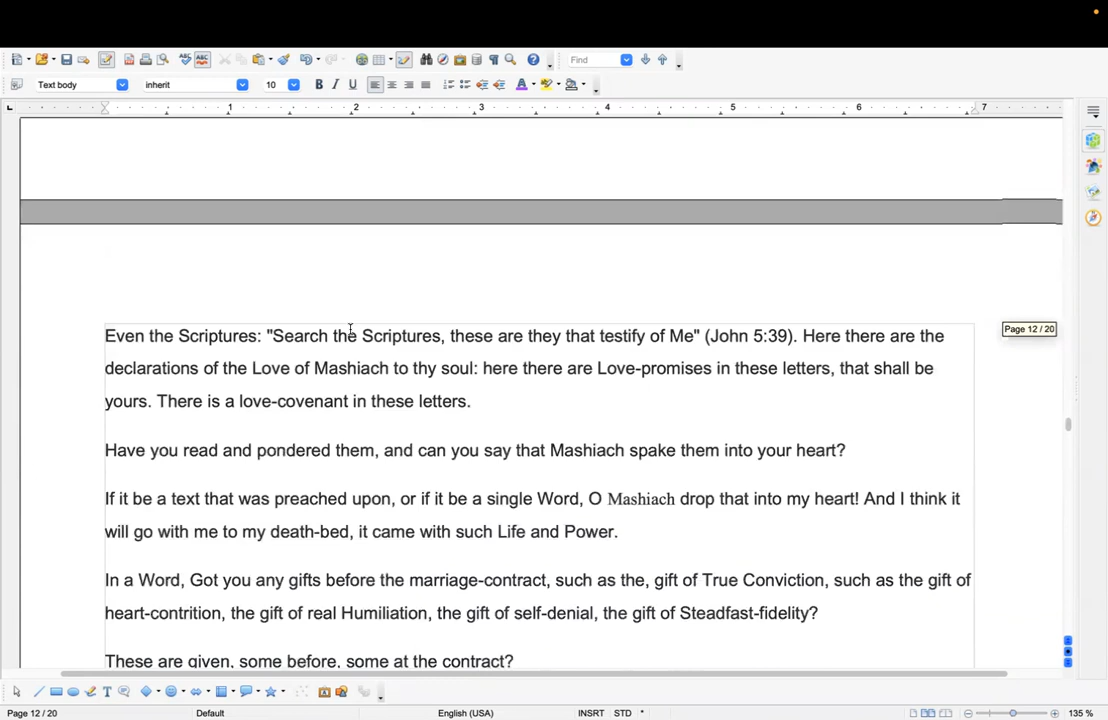 Find
Text body
inherit
10
B I U
1 2 3 4 5 6 7
Even the Scriptures: "Search the Scriptures, these are they that testify of Me" (John 5:39). Here there are the
Page 12 / 20
declarations of the Love of Mashiach to thy soul: here there are Love-promises in these letters, that shall be
yours. There is a love-covenant in these letters.
Have you read and pondered them, and can you say that Mashiach spake them into your heart?
If it be a text that was preached upon, or if it be a single Word, O Mashiach drop that into my heart! And I think it
will go with me to my death-bed, it came with such Life and Power.
In a Word, Got you any gifts before the marriage-contract, such as the, gift of True Conviction, such as the gift of
heart-contrition, the gift of real Humiliation, the gift of self-denial, the gift of Steadfast-fidelity?
These are given, some before, some at the contract?
Page 12 / 20
Default
English (USA)
INSRT
STD
*
135 %